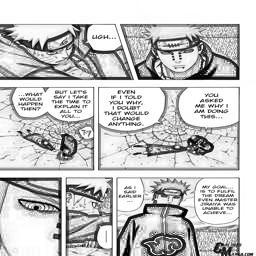 UGH...
YOU
ASKED
ME WHY I
AM DOING
THIS...
EVEN
IF I TOLD
YOU WHY,
I DOUBT
THAT WOULD
CHANGE
ANYTHING.
BUT LET'S
SAY I TAKE
THE TIME TO
EXPLAIN IT
ALL TO
YOU...
...WHAT
WOULD
HAPPEN
THEN?
MY GOAL...
IS TO FULFIL
THE DREAM
EVEN MASTER
JIRAIYA
WAS
UNABLE TO
ACHIEVE...
AS I
SAID
EARLIER